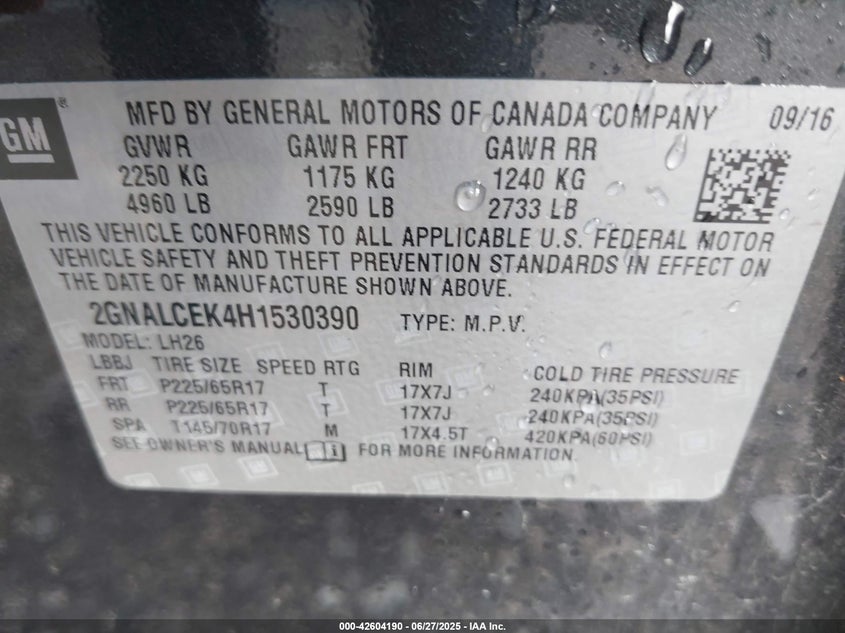 GM®
MFD BY GENERAL MOTORS OF CANADA COMPANY 09/16
GVWR GAWR FRT GAWR RR
2250 KG 1175 KG 1240 KG
4960 LB 2590 LB 2733 LB
THIS VEHICLE CONFORMS TO ALL APPLICABLE U.S. FEDERAL MOTOR
VEHICLE SAFETY AND THEFT PREVENTION STANDARDS IN EFFECT ON
THE DATE OF MANUFACTURE SHOWN ABOVE.
2GNALCEK4H1530390 TYPE: M.P.V.
MODEL: LH26
LBBJ TIRE SIZE SPEED RTG RIM COLD TIRE PRESSURE
FRT P225/65R17 T 17X7J 240KPA(35PSI)
RR P225/65R17 T 17X7J 240KPA(35PSI)
SPA T145/70R17 M 17X4.5T 420KPA(60PSI)
SEE OWNER'S MANUAL FOR MORE INFORMATION.
000-42604190 - 06/27/2025 - IAA Inc.